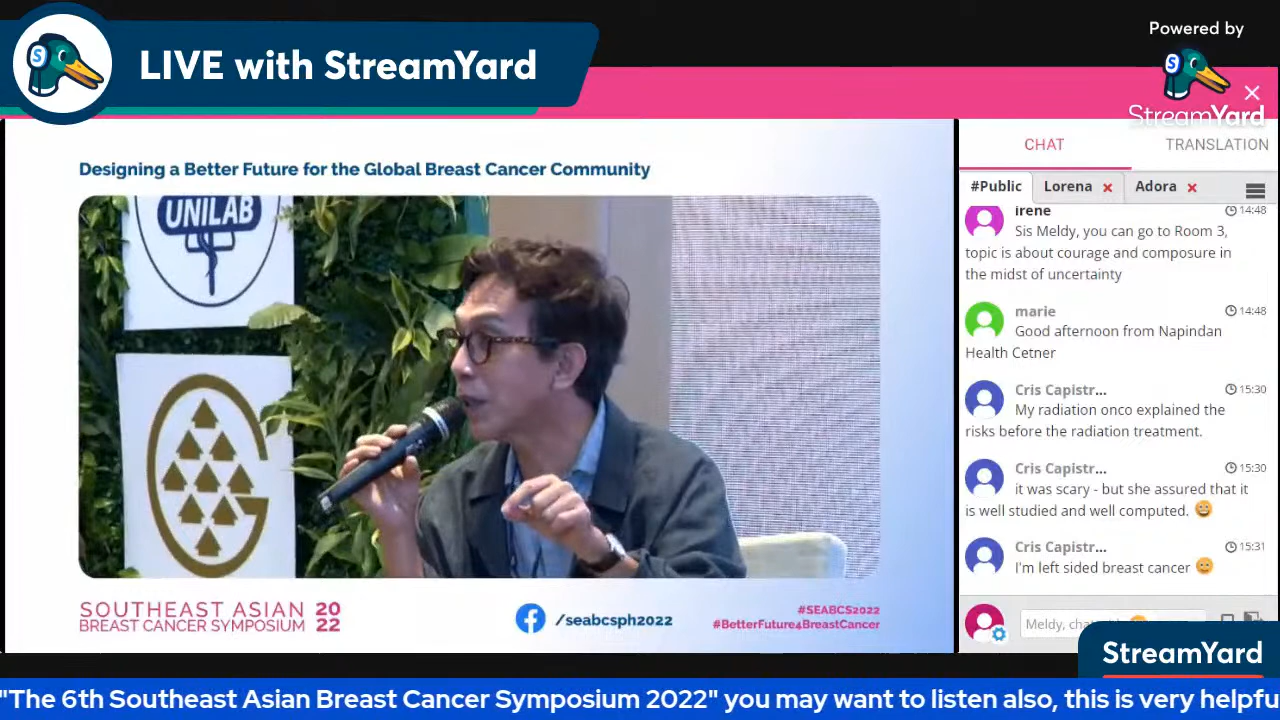 LIVE with StreamYard
Powered by
StreamYard
Designing a Better Future for the Global Breast Cancer Community
UNILAB
SOUTHEAST ASIAN
BREAST CANCER SYMPOSIUM
20
22
/seabcsph2022
#SEABCS2022
#BetterFuture4BreastCancer
CHAT
TRANSLATION
#Public
Lorena
Adora
irene
14:48
Sis Meldy, you can go to Room 3,
topic is about courage and composure in
the midst of uncertainty
marie
14:48
Good afternoon from Napindan
Health Cetner
Cris Capistr...
15:30
My radiation onco explained the
risks before the radiation treatment.
Cris Capistr...
15:30
it was scary - but she assured that it
is well studied and well computed.
Cris Capistr...
15:31
I'm left sided breast cancer
Meldy,
StreamYard
"The 6th Southeast Asian Breast Cancer Symposium 2022" you may want to listen also, this is very helpfu